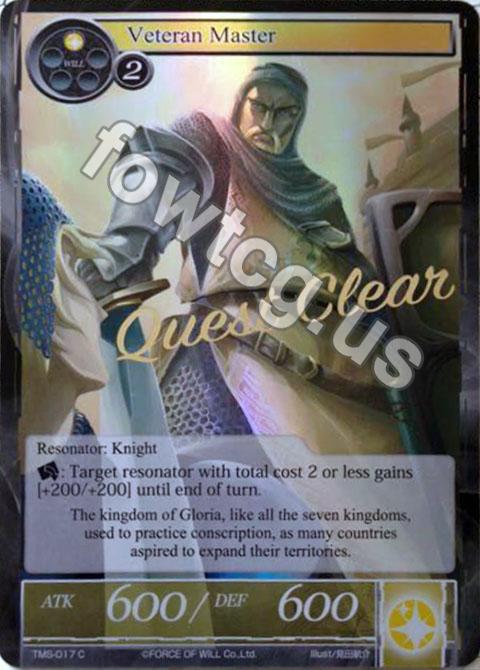 Veteran Master
WILL
2
fowtcg.us
Quest Clear
Resonator: Knight
: Target resonator with total cost 2 or less gains
[+200/+200] until end of turn.
The kingdom of Gloria, like all the seven kingdoms,
used to practice conscription, as many countries
aspired to expand their territories.
ATK 600 / DEF 600
TMS-017 C ©FORCE OF WILL Co.,Ltd. Illust/